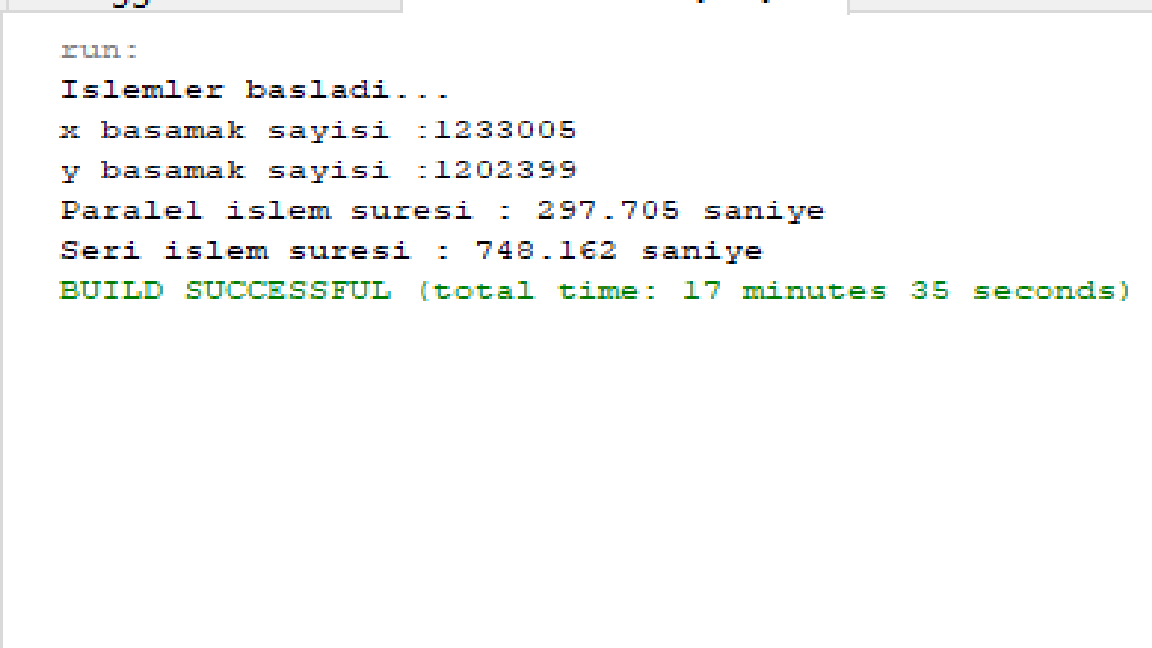 run:
Islemler basladi...
x basamak sayisi :1233005
y basamak sayisi :1202399
Paralel islem suresi : 297.705 saniye
Seri islem suresi : 748.162 saniye
BUILD SUCCESSFUL (total time: 17 minutes 35 seconds)